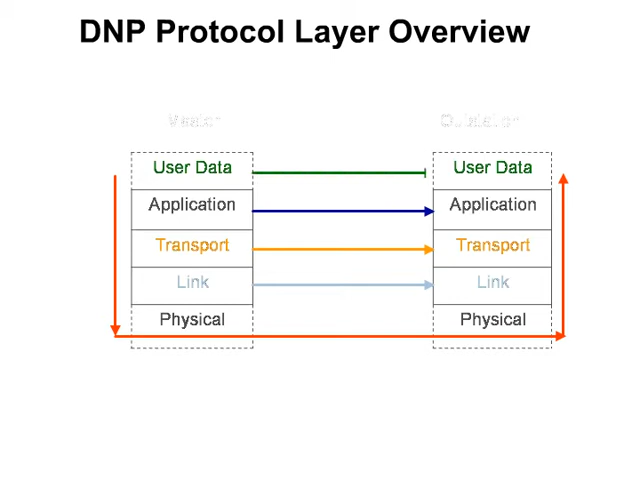 DNP Protocol Layer Overview
User Data User Data
Application Application
Transport Transport
Link Link
Physical Physical